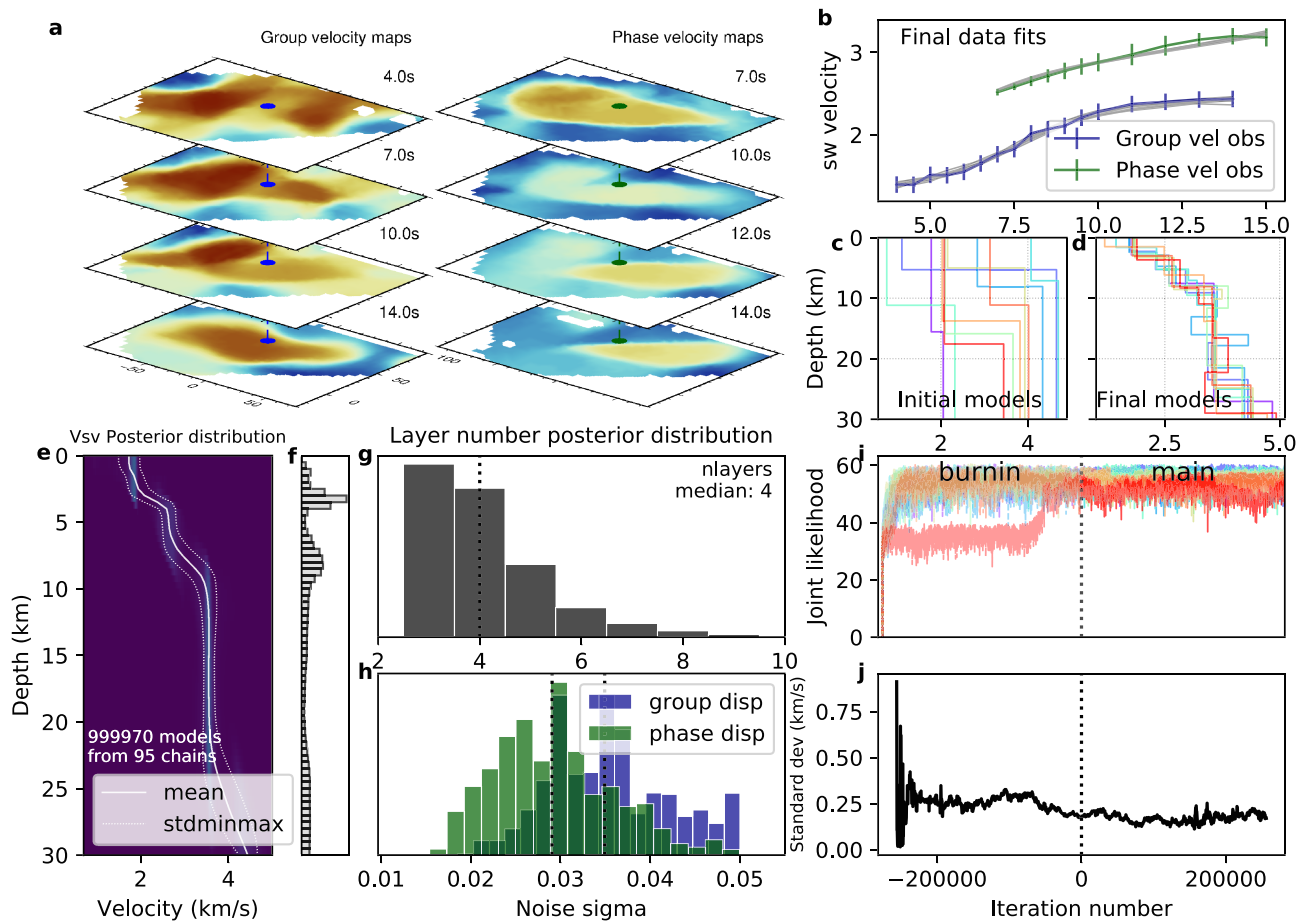 a
Group velocity maps
Phase velocity maps
4.0s
7.0s
7.0s
10.0s
10.0s
12.0s
14.0s
14.0s
−50
0
50
0
50
100
b
Final data fits
sw velocity
3
2
Group vel obs
Phase vel obs
5.0
7.5
10.0
12.5
15.0
c
d
Depth (km)
0
10
20
30
Initial models
Final models
2
4
2.5
5.0
Vsv Posterior distribution
e
f
Depth (km)
0
5
10
15
20
25
30
999970 models
from 95 chains
mean
stdminmax
2
4
Velocity (km/s)
Layer number posterior distribution
g
nlayers
median: 4
2
4
6
8
10
h
group disp
phase disp
0.01
0.02
0.03
0.04
0.05
Noise sigma
i
burnin
main
Joint likelihood
60
40
20
0
j
Standard dev (km/s)
0.75
0.50
0.25
0.00
−200000
0
200000
Iteration number